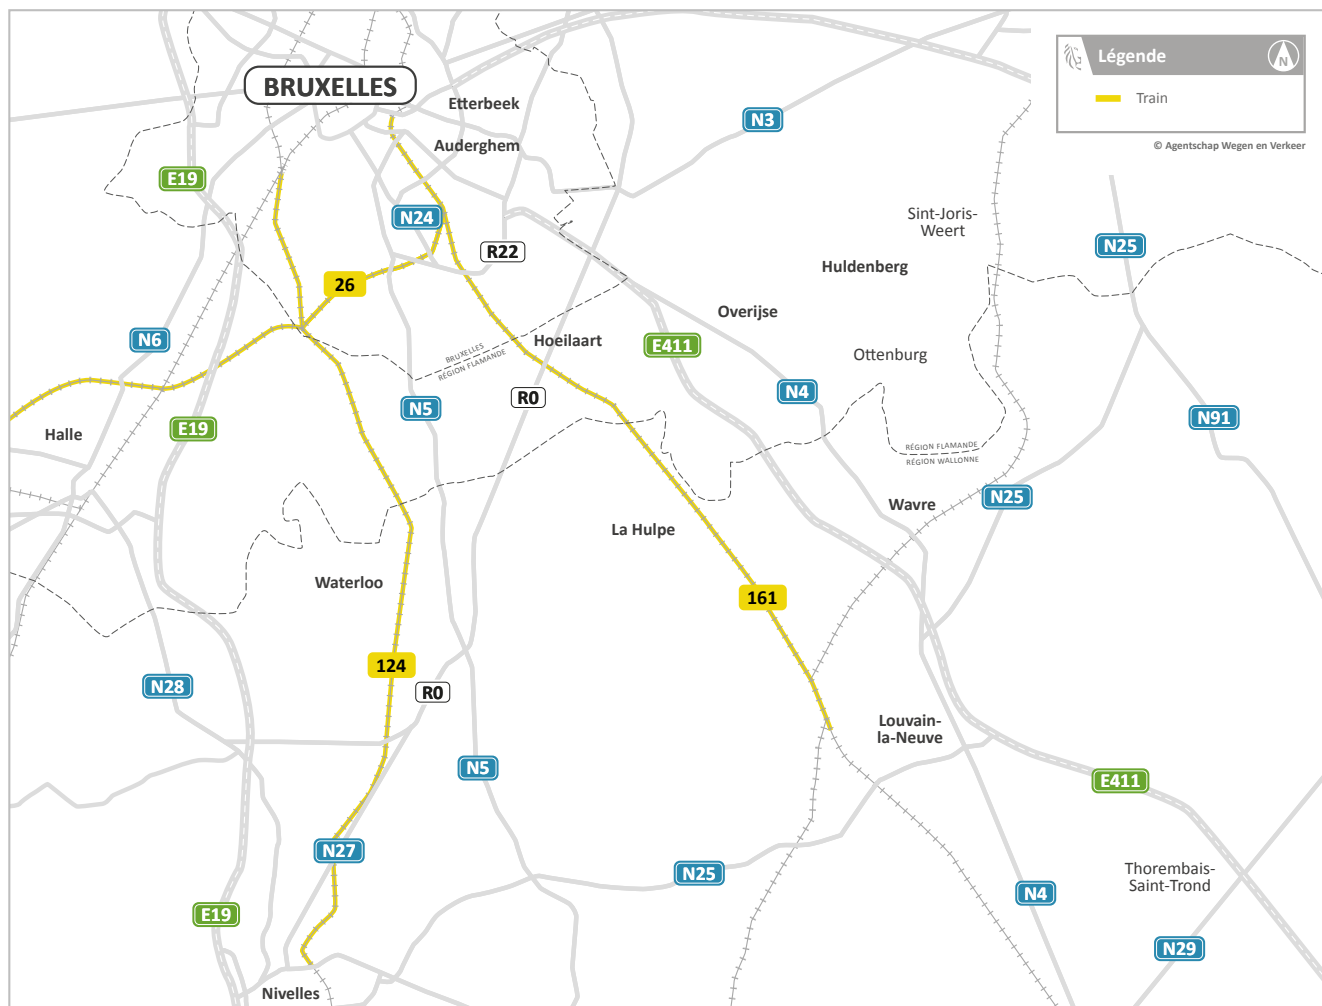 Légende
N
Train
© Agentschap Wegen en Verkeer
BRUXELLES
Etterbeek
Auderghem
N3
E19
N24
R22
Sint-Joris-
Weert
N25
Huldenberg
26
Overijse
N6
Hoeilaart
E411
BRUXELLES
RÉGION FLAMANDE
Ottenburg
R0
N4
N5
N91
E19
Halle
RÉGION FLAMANDE
RÉGION WALLONNE
N25
Wavre
La Hulpe
Waterloo
161
124
N28
R0
Louvain-
la-Neuve
N5
E411
N27
N25
Thorembais-
Saint-Trond
N4
E19
N29
Nivelles